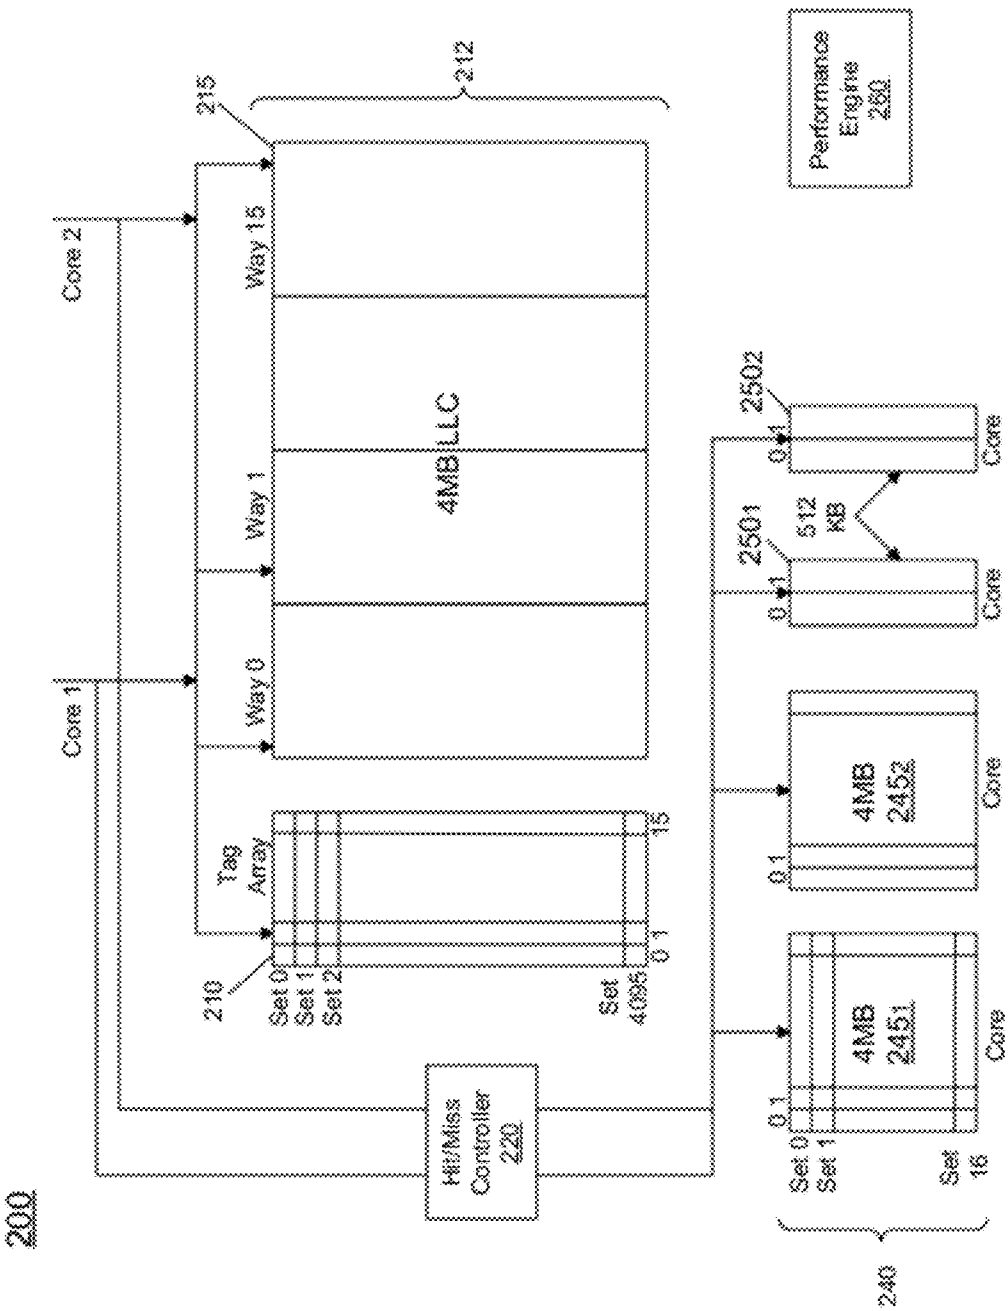 200
Core 1
Core 2
215
210
Tag
Array
Way 0
Way 1
Way 15
Set 0
Set 1
Set 2
4MB LLC
212
Set
4095
0 1
15
Hit/Miss
Controller
220
2501
2502
512
KB
0 1
0 1
0 1
0 1
Set 0
Set 1
Set
16
4MB
2451
4MB
2452
Performance
Engine
260
Core
Core
Core
Core
240